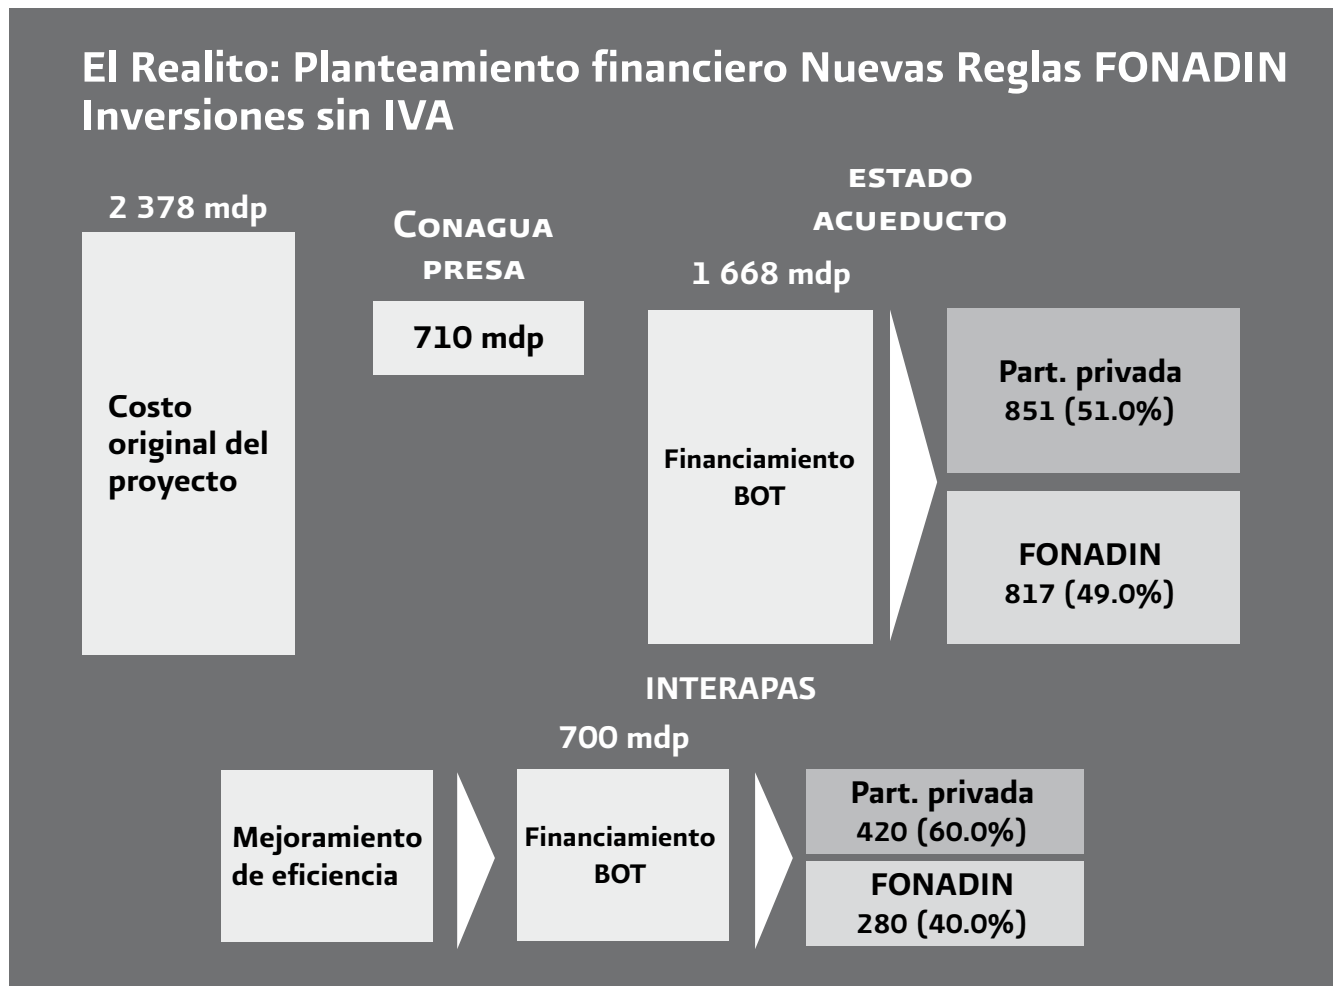 El Realito: Planteamiento financiero Nuevas Reglas FONADIN
Inversiones sin IVA
2 378 mdp
Costo
original del
proyecto
CONAGUA
PRESA
710 mdp
ESTADO
ACUEDUCTO
1 668 mdp
Financiamiento
BOT
Part. privada
851 (51.0%)
FONADIN
817 (49.0%)
INTERAPAS
700 mdp
Mejoramiento
de eficiencia
Financiamiento
BOT
Part. privada
420 (60.0%)
FONADIN
280 (40.0%)